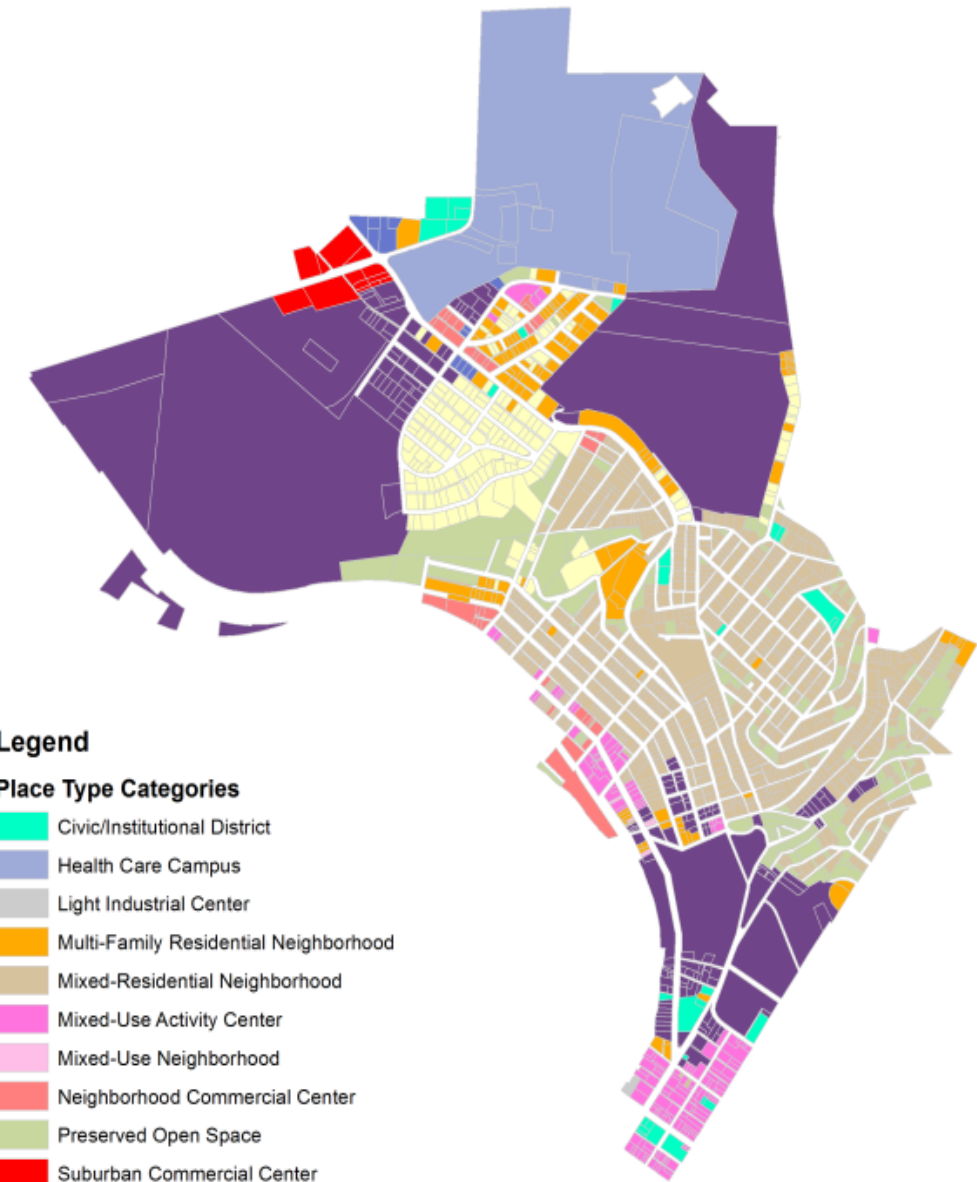 Legend
Place Type Categories
Civic/Institutional District
Health Care Campus
Light Industrial Center
Multi-Family Residential Neighborhood
Mixed-Residential Neighborhood
Mixed-Use Activity Center
Mixed-Use Neighborhood
Neighborhood Commercial Center
Preserved Open Space
Suburban Commercial Center